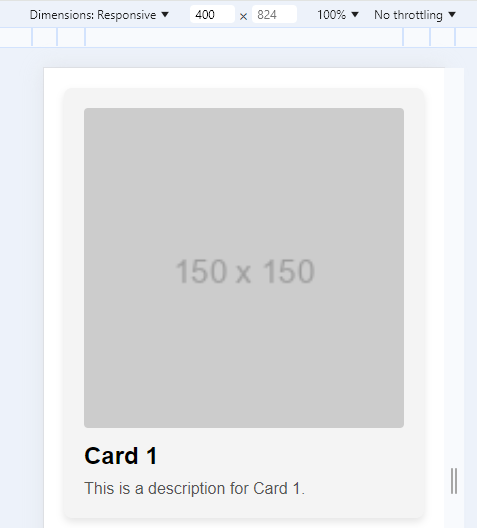 Dimensions: Responsive ▼ 400 × 824 100% ▼ No throttling ▼
150 x 150
Card 1
This is a description for Card 1.